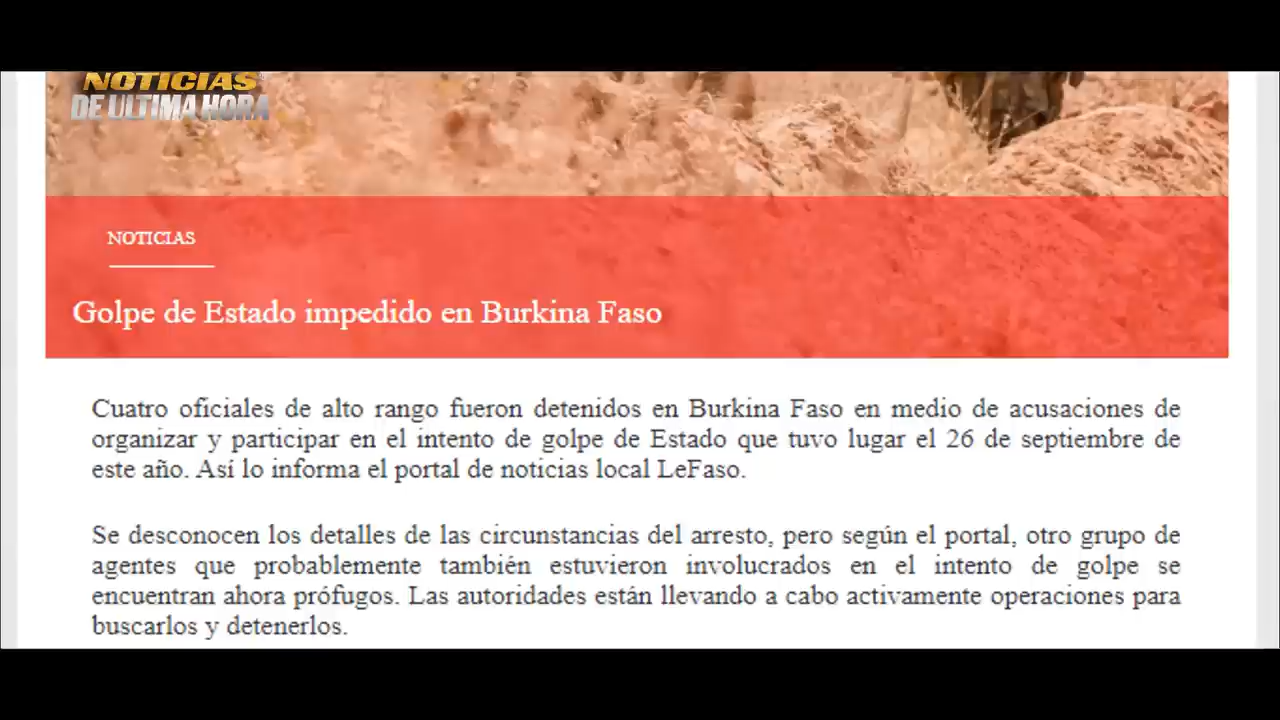 NOTICIAS
DE ULTIMA HORA
NOTICIAS
Golpe de Estado impedido en Burkina Faso
Cuatro oficiales de alto rango fueron detenidos en Burkina Faso en medio de acusaciones de
organizar y participar en el intento de golpe de Estado que tuvo lugar el 26 de septiembre de
este año. Así lo informa el portal de noticias local LeFaso.
Se desconocen los detalles de las circunstancias del arresto, pero según el portal, otro grupo de
agentes que probablemente también estuvieron involucrados en el intento de golpe se
encuentran ahora prófugos. Las autoridades están llevando a cabo activamente operaciones para
buscarlos y detenerlos.